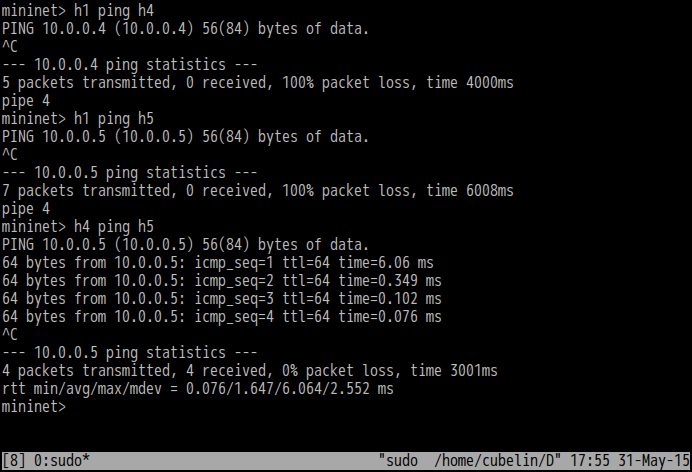 mininet> h1 ping h4
PING 10.0.0.4 (10.0.0.4) 56(84) bytes of data.
^C
--- 10.0.0.4 ping statistics ---
5 packets transmitted, 0 received, 100% packet loss, time 4000ms
pipe 4
mininet> h1 ping h5
PING 10.0.0.5 (10.0.0.5) 56(84) bytes of data.
^C
--- 10.0.0.5 ping statistics ---
7 packets transmitted, 0 received, 100% packet loss, time 6008ms
pipe 4
mininet> h4 ping h5
PING 10.0.0.5 (10.0.0.5) 56(84) bytes of data.
64 bytes from 10.0.0.5: icmp_seq=1 ttl=64 time=6.06 ms
64 bytes from 10.0.0.5: icmp_seq=2 ttl=64 time=0.349 ms
64 bytes from 10.0.0.5: icmp_seq=3 ttl=64 time=0.102 ms
64 bytes from 10.0.0.5: icmp_seq=4 ttl=64 time=0.076 ms
^C
--- 10.0.0.5 ping statistics ---
4 packets transmitted, 4 received, 0% packet loss, time 3001ms
rtt min/avg/max/mdev = 0.076/1.647/6.064/2.552 ms
mininet>
[8] 0:sudo* "sudo  /home/cubelin/D" 17:55 31-May-15